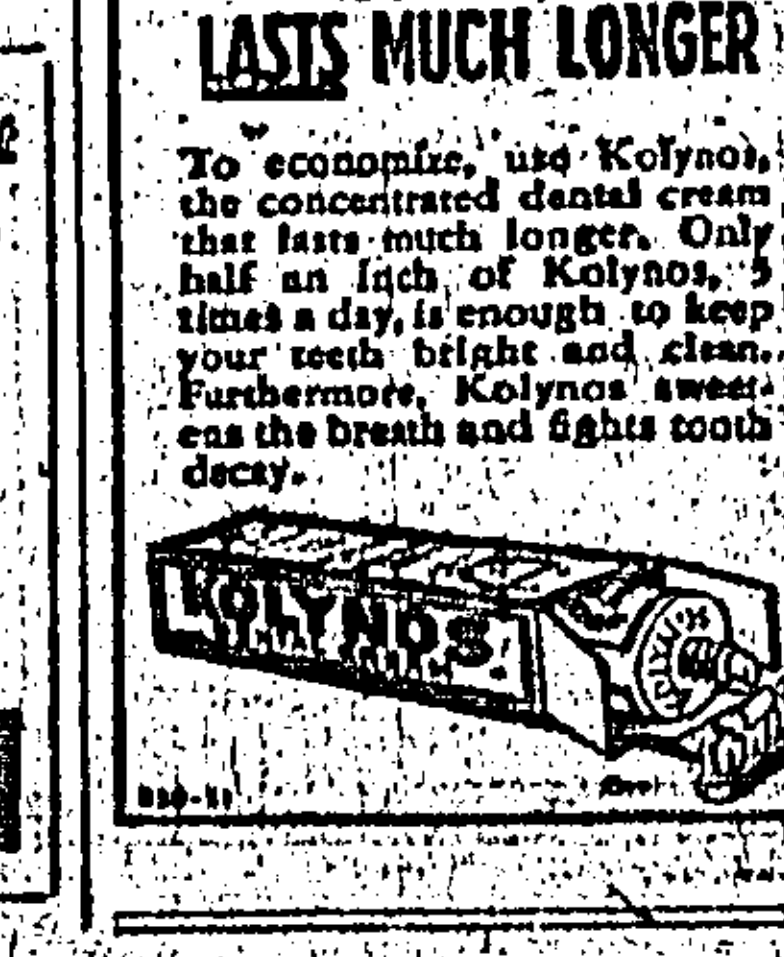 LASTS MUCH LONGER
To economize, use Kolynos,
the concentrated dental cream
that lasts much longer. Only
half an inch of Kolynos, 3
times a day, is enough to keep
your teeth bright and clean.
Furthermore, Kolynos sweet-
ens the breath and fights tooth
decay.
KOLYNOS
DENTAL CREAM